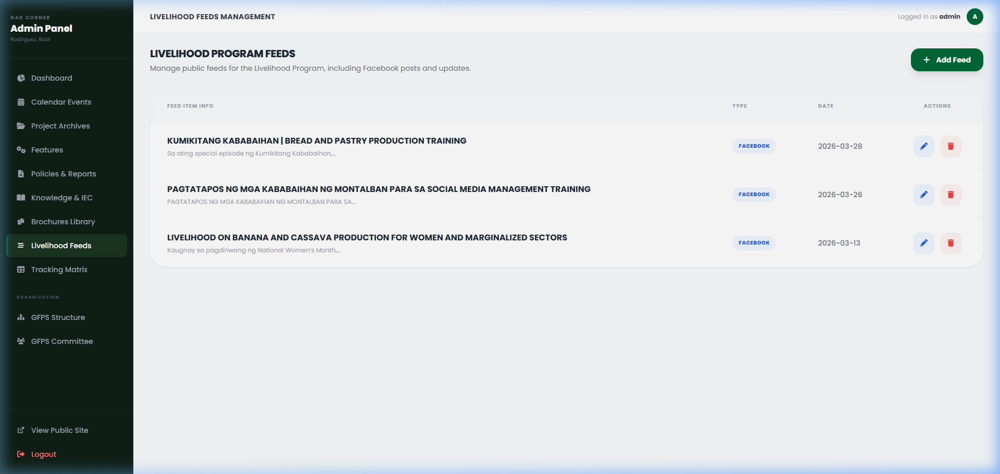 GAD CORNER
Admin Panel
Rodriguez, Rizal
Dashboard
Calendar Events
Project Archives
Features
Policies & Reports
Knowledge & IEC
Brochures Library
Livelihood Feeds
Tracking Matrix
ORGANIZATION
GFPS Structure
GFPS Committee
View Public Site
Logout
LIVELIHOOD FEEDS MANAGEMENT
Logged in as admin
A
LIVELIHOOD PROGRAM FEEDS
Manage public feeds for the Livelihood Program, including Facebook posts and updates.
Add Feed
FEED ITEM INFO TYPE DATE ACTIONS
KUMIKITANG KABABAIHAN | BREAD AND PASTRY PRODUCTION TRAINING
Sa ating special episode ng Kumikitang Kababaihan,...
FACEBOOK 2026-03-28
PAGTATAPOS NG MGA KABABAIHAN NG MONTALBAN PARA SA SOCIAL MEDIA MANAGEMENT TRAINING
PAGTATAPOS NG MGA KABABAIHAN NG MONTALBAN PARA SA...
FACEBOOK 2026-03-26
LIVELIHOOD ON BANANA AND CASSAVA PRODUCTION FOR WOMEN AND MARGINALIZED SECTORS
Kaugnay sa pagdiriwang ng National Women's Month,...
FACEBOOK 2026-03-13